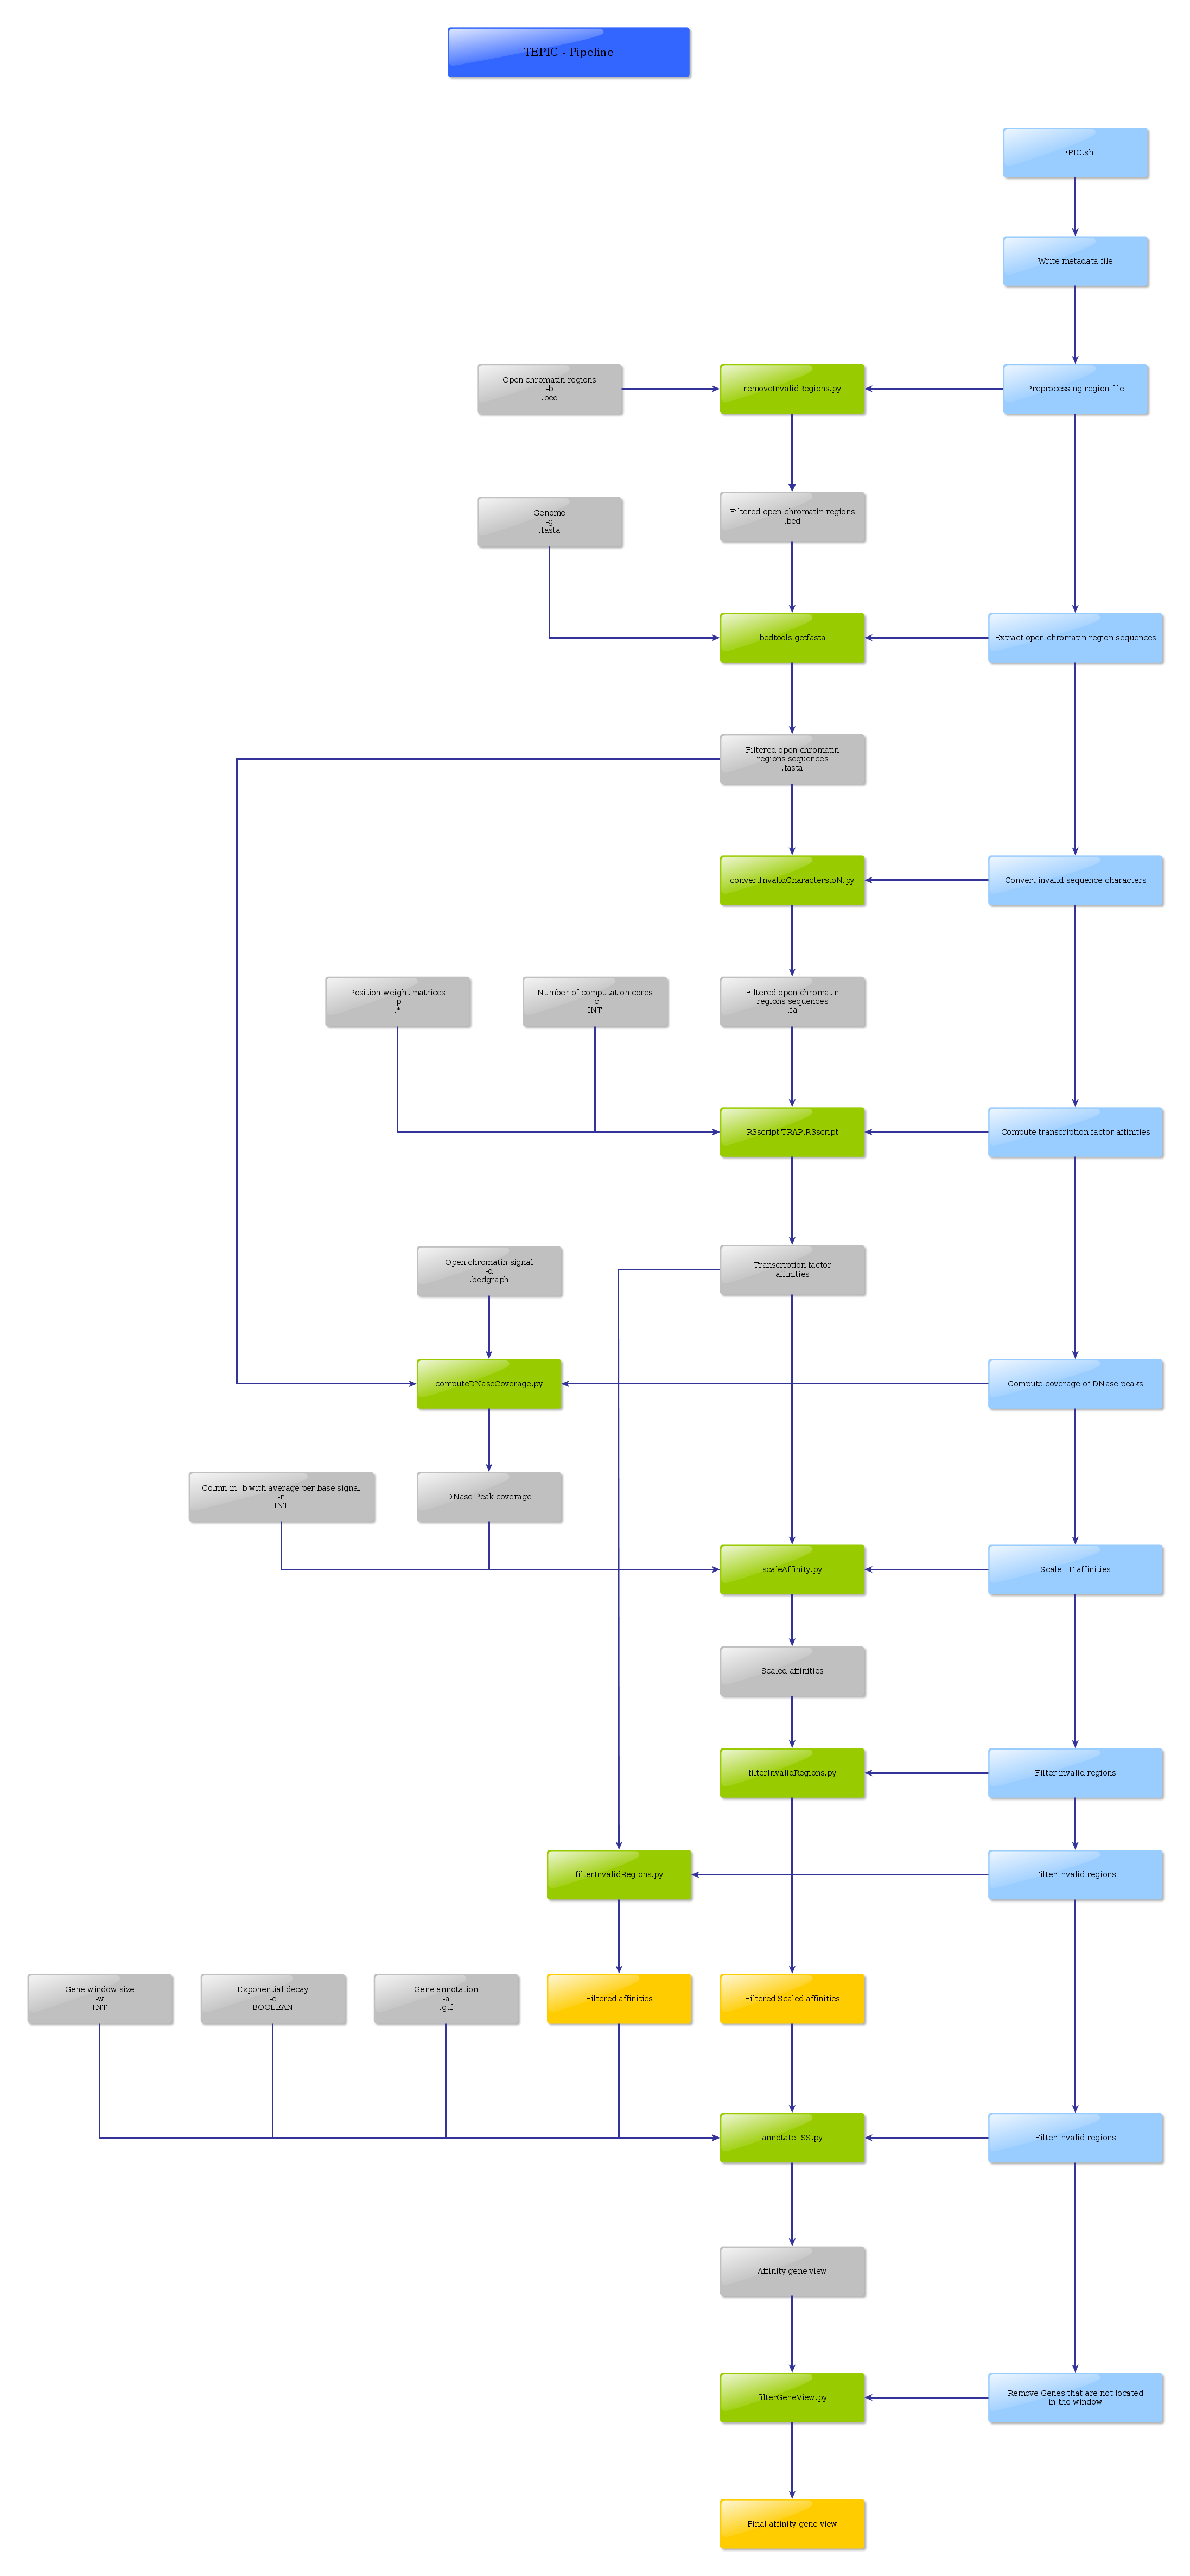 TEPIC - Pipeline
TEPIC.sh
Write metadata file
Open chromatin regions
-b
.bed
removeInvalidRegions.py
Preprocessing region file
Genome
-g
.fasta
Filtered open chromatin regions
.bed
bedtools getfasta
Extract open chromatin region sequences
Filtered open chromatin
regions sequences
.fasta
convertInvalidCharacterstoN.py
Convert invalid sequence characters
Position weight matrices
-p
.*
Number of computation cores
-c
INT
Filtered open chromatin
regions sequences
.fa
R3script TRAP.R3script
Compute transcription factor affinities
Open chromatin signal
-d
.bedgraph
Transcription factor
affinities
computeDNaseCoverage.py
Compute coverage of DNase peaks
Colmn in -b with average per base signal
-n
INT
DNase Peak coverage
scaleAffinity.py
Scale TF affinities
Scaled affinities
filterInvalidRegions.py
Filter invalid regions
filterInvalidRegions.py
Filter invalid regions
Gene window size
-w
INT
Exponential decay
-e
BOOLEAN
Gene annotation
-a
.gtf
Filtered affinities
Filtered Scaled affinities
annotateTSS.py
Filter invalid regions
Affinity gene view
filterGeneView.py
Remove Genes that are not located
in the window
Final affinity gene view